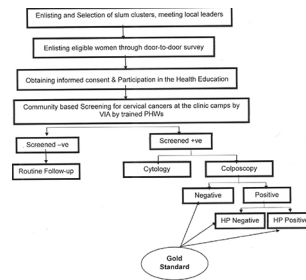 Enlisting and Selection of slum clusters, meeting local leaders
Enlisting eligible women through door-to-door survey
Obtaining informed consent & Participation in the Health Education
Community based Screening for cervical cancers at the clinic camps by
VIA by trained PHWs
Screened –ve
Screened +ve
Routine Follow-up
Cytology
Colposcopy
Negative
Positive
HP Negative
HP Positive
Gold
Standard